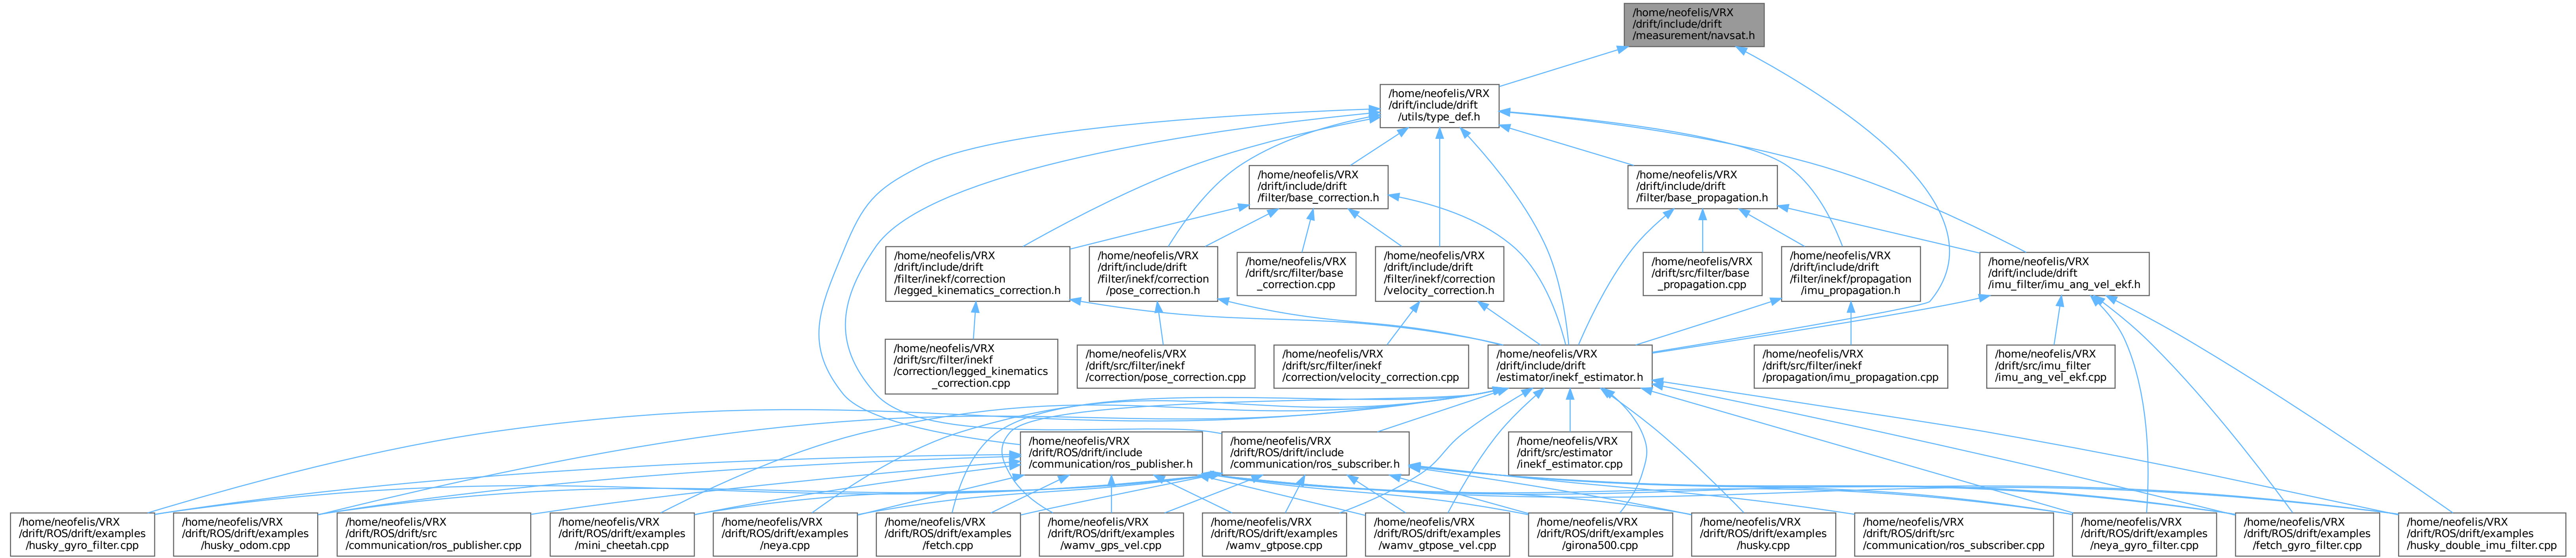 /home/neofelis/VRX
/drift/include/drift
/measurement/navsat.h
/home/neofelis/VRX
/drift/include/drift
/utils/type_def.h
/home/neofelis/VRX
/drift/include/drift
/filter/base_correction.h
/home/neofelis/VRX
/drift/include/drift
/filter/base_propagation.h
/home/neofelis/VRX
/drift/include/drift
/filter/inekf/correction
/legged_kinematics_correction.h
/home/neofelis/VRX
/drift/include/drift
/filter/inekf/correction
/pose_correction.h
/home/neofelis/VRX
/drift/src/filter/base
_correction.cpp
/home/neofelis/VRX
/drift/include/drift
/filter/inekf/correction
/velocity_correction.h
/home/neofelis/VRX
/drift/src/filter/base
_propagation.cpp
/home/neofelis/VRX
/drift/include/drift
/filter/inekf/propagation
/imu_propagation.h
/home/neofelis/VRX
/drift/include/drift
/imu_filter/imu_ang_vel_ekf.h
/home/neofelis/VRX
/drift/src/filter/inekf
/correction/legged_kinematics
_correction.cpp
/home/neofelis/VRX
/drift/src/filter/inekf
/correction/pose_correction.cpp
/home/neofelis/VRX
/drift/src/filter/inekf
/correction/velocity_correction.cpp
/home/neofelis/VRX
/drift/include/drift
/estimator/inekf_estimator.h
/home/neofelis/VRX
/drift/src/filter/inekf
/propagation/imu_propagation.cpp
/home/neofelis/VRX
/drift/src/imu_filter
/imu_ang_vel_ekf.cpp
/home/neofelis/VRX
/drift/ROS/drift/include
/communication/ros_publisher.h
/home/neofelis/VRX
/drift/ROS/drift/include
/communication/ros_subscriber.h
/home/neofelis/VRX
/drift/src/estimator
/inekf_estimator.cpp
/home/neofelis/VRX
/drift/ROS/drift/examples
/husky_gyro_filter.cpp
/home/neofelis/VRX
/drift/ROS/drift/examples
/husky_odom.cpp
/home/neofelis/VRX
/drift/ROS/drift/src
/communication/ros_publisher.cpp
/home/neofelis/VRX
/drift/ROS/drift/examples
/mini_cheetah.cpp
/home/neofelis/VRX
/drift/ROS/drift/examples
/neya.cpp
/home/neofelis/VRX
/drift/ROS/drift/examples
/fetch.cpp
/home/neofelis/VRX
/drift/ROS/drift/examples
/wamv_gps_vel.cpp
/home/neofelis/VRX
/drift/ROS/drift/examples
/wamv_gtpose.cpp
/home/neofelis/VRX
/drift/ROS/drift/examples
/wamv_gtpose_vel.cpp
/home/neofelis/VRX
/drift/ROS/drift/examples
/girona500.cpp
/home/neofelis/VRX
/drift/ROS/drift/examples
/husky.cpp
/home/neofelis/VRX
/drift/ROS/drift/src
/communication/ros_subscriber.cpp
/home/neofelis/VRX
/drift/ROS/drift/examples
/neya_gyro_filter.cpp
/home/neofelis/VRX
/drift/ROS/drift/examples
/fetch_gyro_filter.cpp
/home/neofelis/VRX
/drift/ROS/drift/examples
/husky_double_imu_filter.cpp